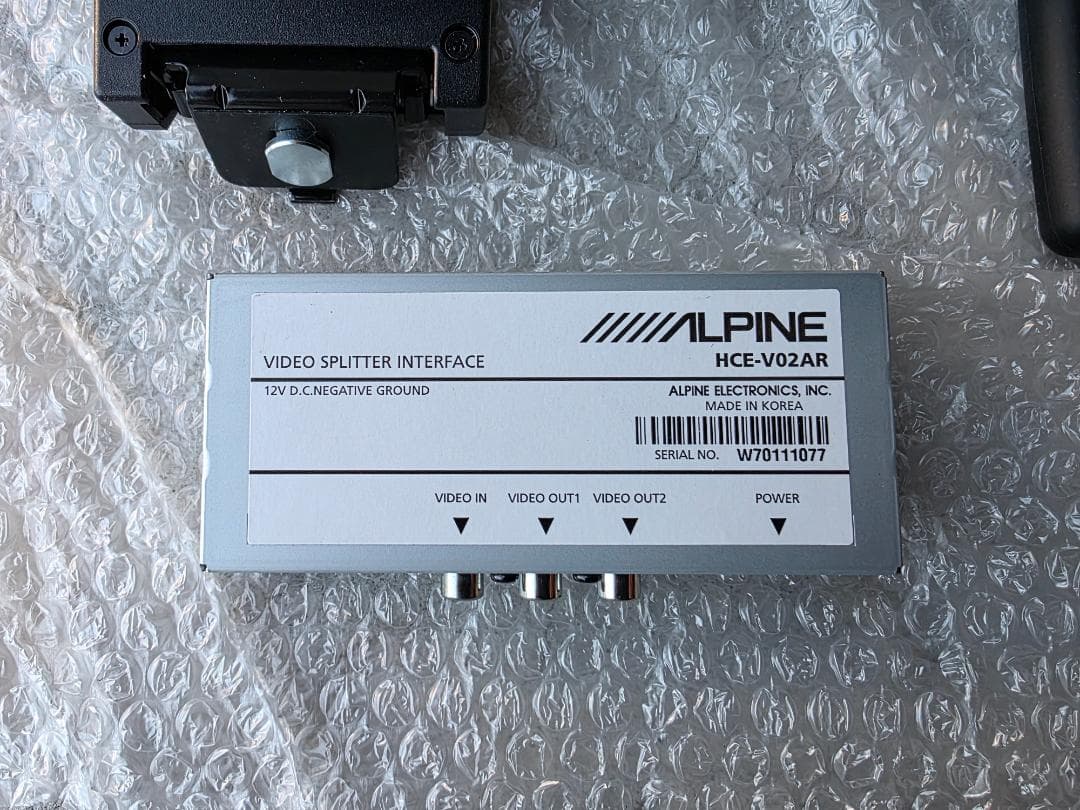 ALPINE
VIDEO SPLITTER INTERFACE HCE-V02AR
12V D.C.NEGATIVE GROUND ALPINE ELECTRONICS, INC.
MADE IN KOREA
SERIAL NO. W70111077
VIDEO IN VIDEO OUT1 VIDEO OUT2 POWER